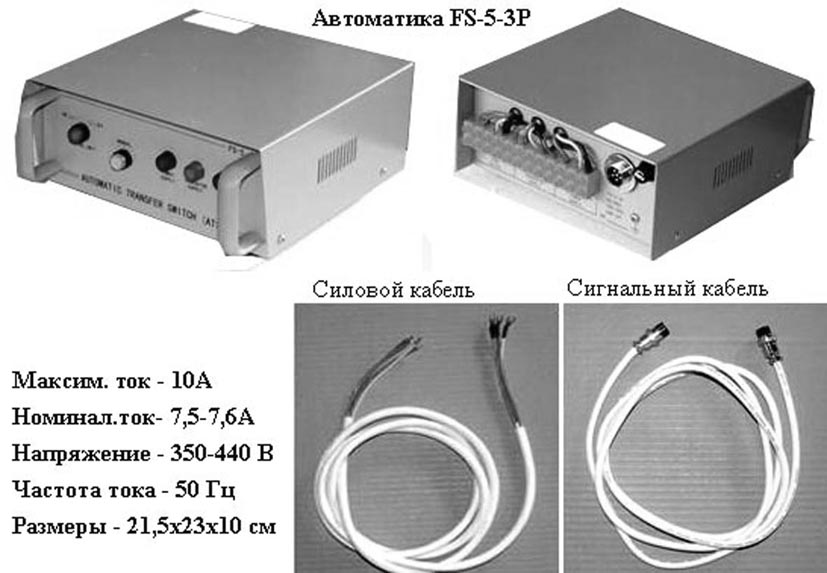 Автоматика FS-5-3P
AUTOMATIC TRANSFER SWITCH (AT
FS-5
Силовой кабель
Сигнальный кабель
Максим. ток - 10А
Номинал.ток- 7,5-7,6А
Напряжение - 350-440 В
Частота тока - 50 Гц
Размеры - 21,5х23х10 см